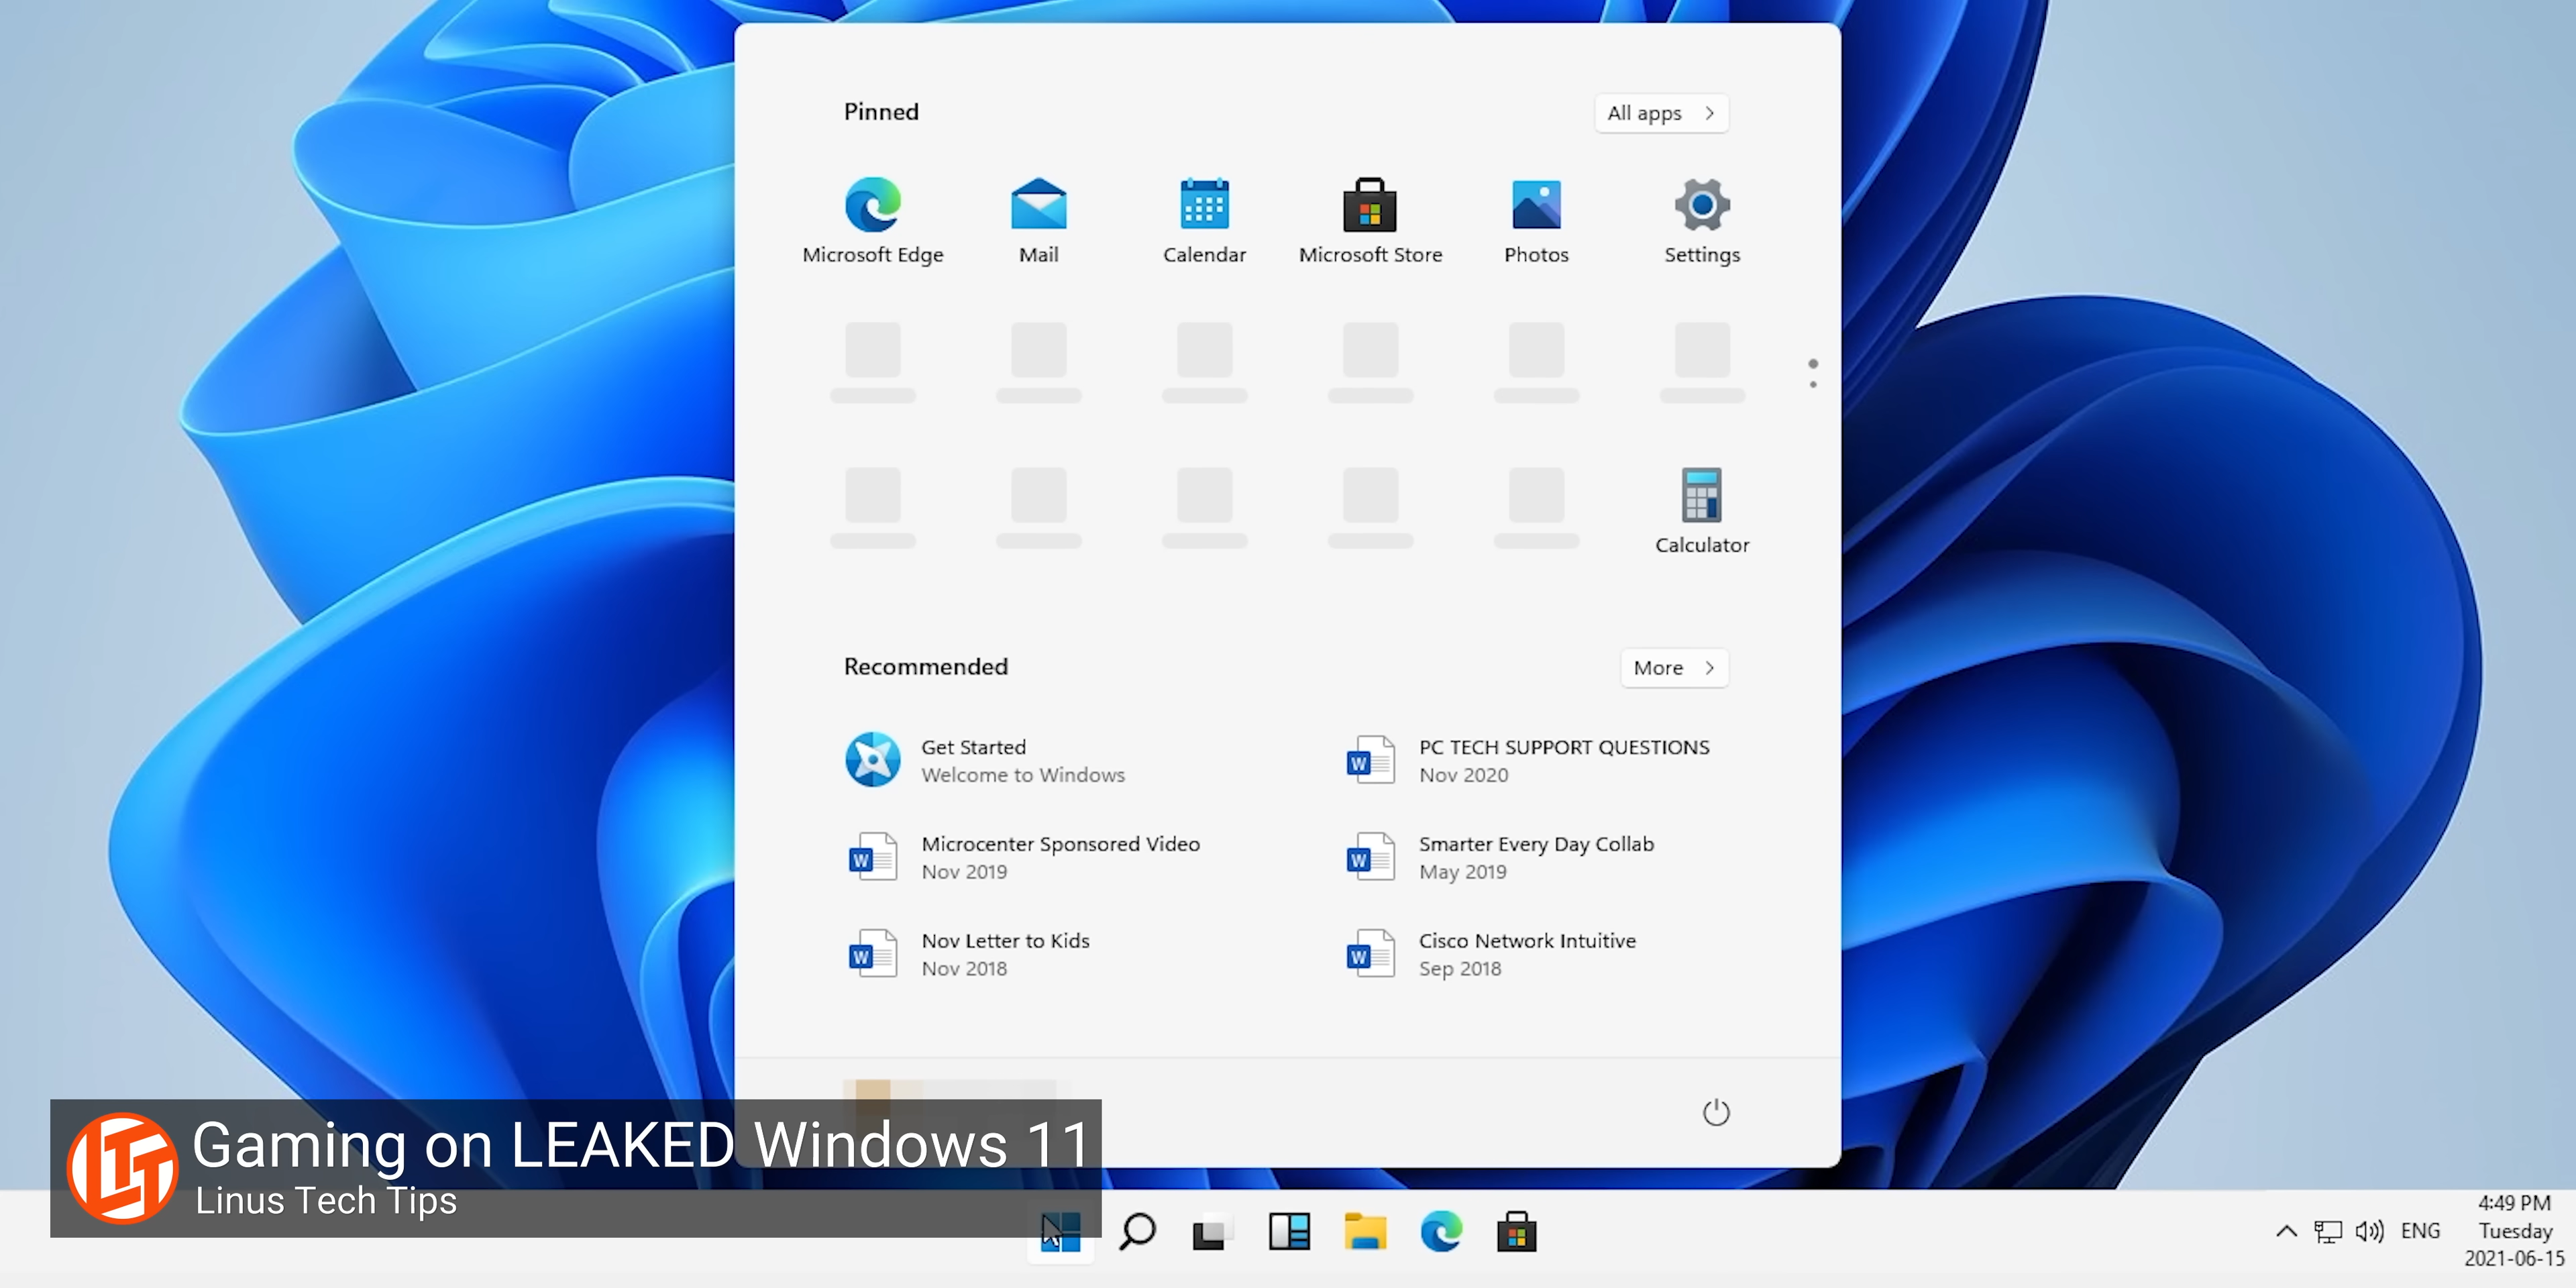 Pinned
All apps
Microsoft Edge
Mail
Calendar
Microsoft Store
Photos
Settings
Calculator
Recommended
More
Get Started
Welcome to Windows
PC TECH SUPPORT QUESTIONS
Nov 2020
Microcenter Sponsored Video
Nov 2019
Smarter Every Day Collab
May 2019
Nov Letter to Kids
Nov 2018
Cisco Network Intuitive
Sep 2018
Gaming on LEAKED Windows 11
Linus Tech Tips
ENG
4:49 PM
Tuesday
2021-06-15